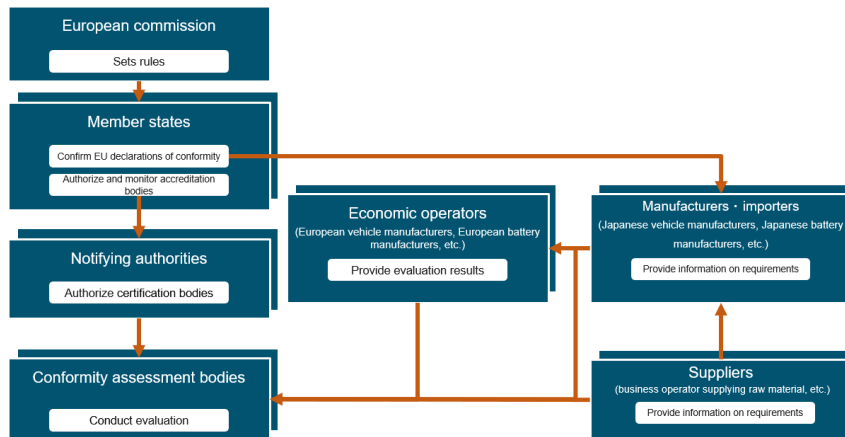 European commission
Sets rules
Member states
Confirm EU declarations of conformity
Authorize and monitor accreditation
bodies
Notifying authorities
Authorize certification bodies
Conformity assessment bodies
Conduct evaluation
Economic operators
(European vehicle manufacturers, European battery
manufacturers, etc.)
Provide evaluation results
Manufacturers・importers
(Japanese vehicle manufacturers, Japanese battery
manufacturers, etc.)
Provide information on requirements
Suppliers
(business operator supplying raw material, etc.)
Provide information on requirements